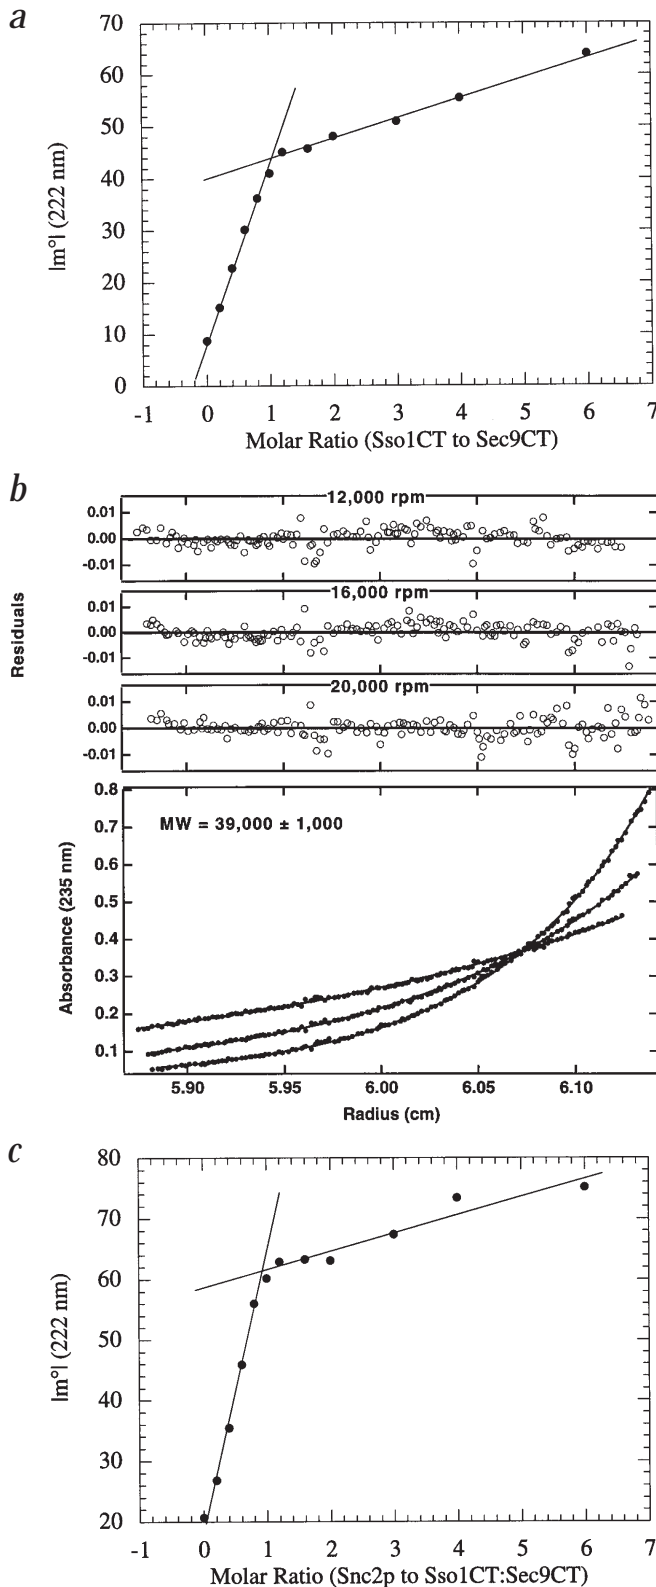 a
70
60
50
40
30
20
10
0
|m°| (222 nm)
-1 0 1 2 3 4 5 6 7
Molar Ratio (Sso1CT to Sec9CT)
b
12,000 rpm
0.01
0.00
-0.01
16,000 rpm
0.01
0.00
-0.01
Residuals
20,000 rpm
0.01
0.00
-0.01
0.8
MW = 39,000 ± 1,000
0.7
0.6
0.5
0.4
0.3
0.2
0.1
Absorbance (235 nm)
5.90 5.95 6.00 6.05 6.10
Radius (cm)
c
80
70
60
50
40
30
20
|m°| (222 nm)
-1 0 1 2 3 4 5 6 7
Molar Ratio (Snc2p to Sso1CT:Sec9CT)